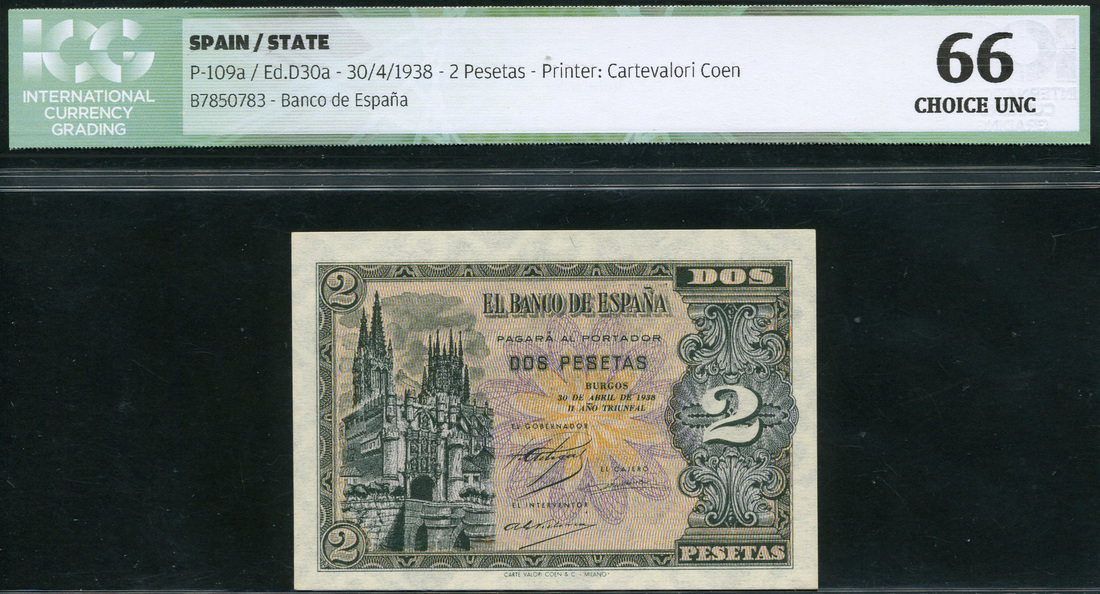 ICG
INTERNATIONAL
CURRENCY
GRADING
SPAIN / STATE
P-109a / Ed.D30a - 30/4/1938 - 2 Pesetas - Printer: Cartevalori Coen
B7850783 - Banco de España
66
CHOICE UNC
2
DOS
EL BANCO DE ESPAÑA
PAGARÁ AL PORTADOR
DOS PESETAS
BURGOS
30 DE ABRIL DE 1938
II AÑO TRIUNFAL
EL GOBERNADOR
2
EL CAJERO
EL INTERVENTOR
2
PESETAS
CARTE VALORI COEN & C. - MILANO